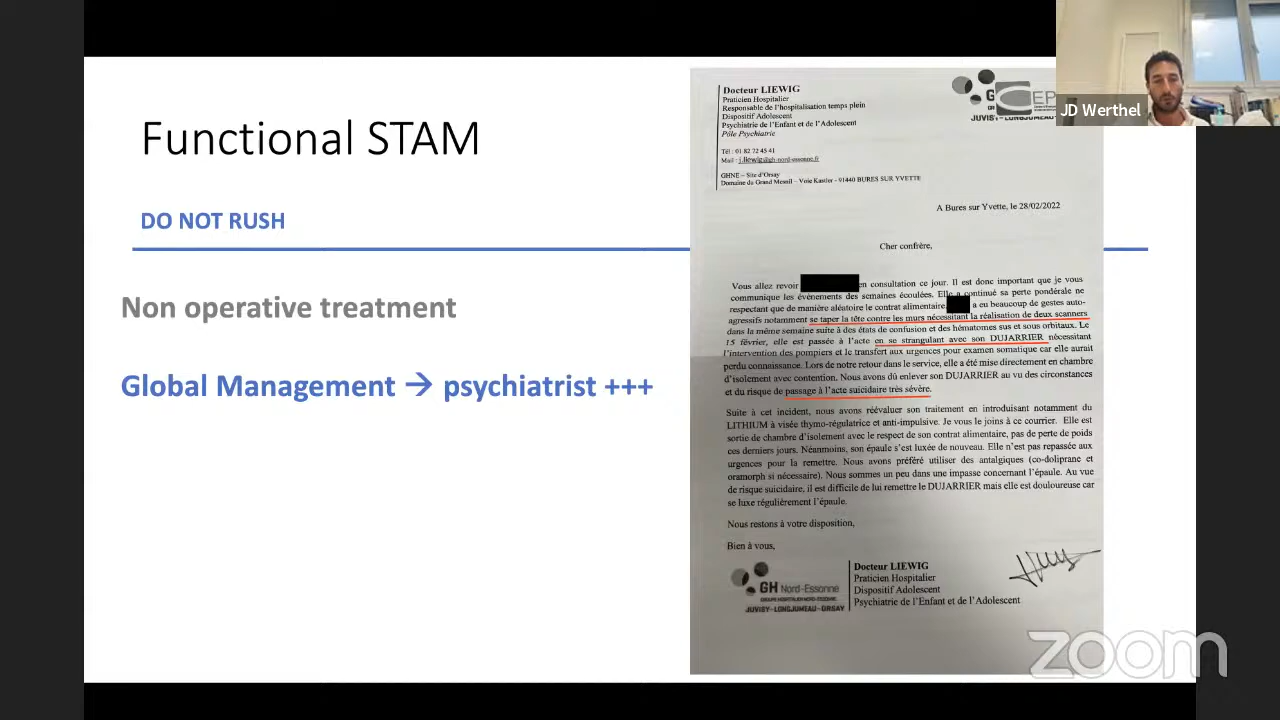 Functional STAM
DO NOT RUSH
Non operative treatment
Global Management → psychiatrist +++
Docteur LIEWIG
Praticien Hospitalier
Responsable de l'hospitalisation temps plein
Dispositif Adolescent
Psychiatrie de l'Enfant et de l'Adolescent
Pôle Psychiatrie
Tél : 01 82 72 45 41
Mail : j.liewig@gh-nord-essonne.fr
GHNE – Site d'Orsay
Domaine du Grand Mesnil – Voie Kastler - 91440 BURES SUR YVETTE
JUVISY-LONGJUMEAU-
JD Werthel
A Bures sur Yvette, le 28/02/2022
Cher confrère,
Vous allez revoir en consultation ce jour. Il est donc important que je vous
communique les événements des semaines écoulées. Elle a continué sa perte pondérale ne
respectant que de manière aléatoire le contrat alimentaire. a eu beaucoup de gestes auto-
agressifs notamment se taper la tête contre les murs nécessitant la réalisation de deux scanners
dans la même semaine suite à des états de confusion et des hématomes sus et sous orbitaux. Le
15 février, elle est passée à l'acte en se strangulant avec son DUJARRIER nécessitant
l'intervention des pompiers et le transfert aux urgences pour examen somatique car elle aurait
perdu connaissance. Lors de notre retour dans le service, elle a été mise directement en chambre
d'isolement avec contention. Nous avons dû enlever son DUJARRIER au vu des circonstances
et du risque de passage à l'acte suicidaire très sévère.
Suite à cet incident, nous avons réévaluer son traitement en introduisant notamment du
LITHIUM à visée thymo-régulatrice et anti-impulsive. Je vous le joins à ce courrier. Elle est
sortie de chambre d'isolement avec le respect de son contrat alimentaire, pas de perte de poids
ces derniers jours. Néanmoins, son épaule s'est luxée de nouveau. Elle n'est pas repassée aux
urgences pour la remettre. Nous avons préféré utiliser des antalgiques (co-doliprane et
oramorph si nécessaire). Nous sommes un peu dans une impasse concernant l'épaule. Au vu
de risque suicidaire, il est difficile de lui remettre le DUJARRIER mais elle est douloureuse car
se luxe régulièrement l'épaule.
Nous restons à votre disposition,
Bien à vous,
GH Nord-Essonne
GROUPE HOSPITALIER NORD-ESSONNE
JUVISY-LONGJUMEAU-ORSAY
Docteur LIEWIG
Praticien Hospitalier
Dispositif Adolescent
Psychiatrie de l'Enfant et de l'Adolescent
zoom